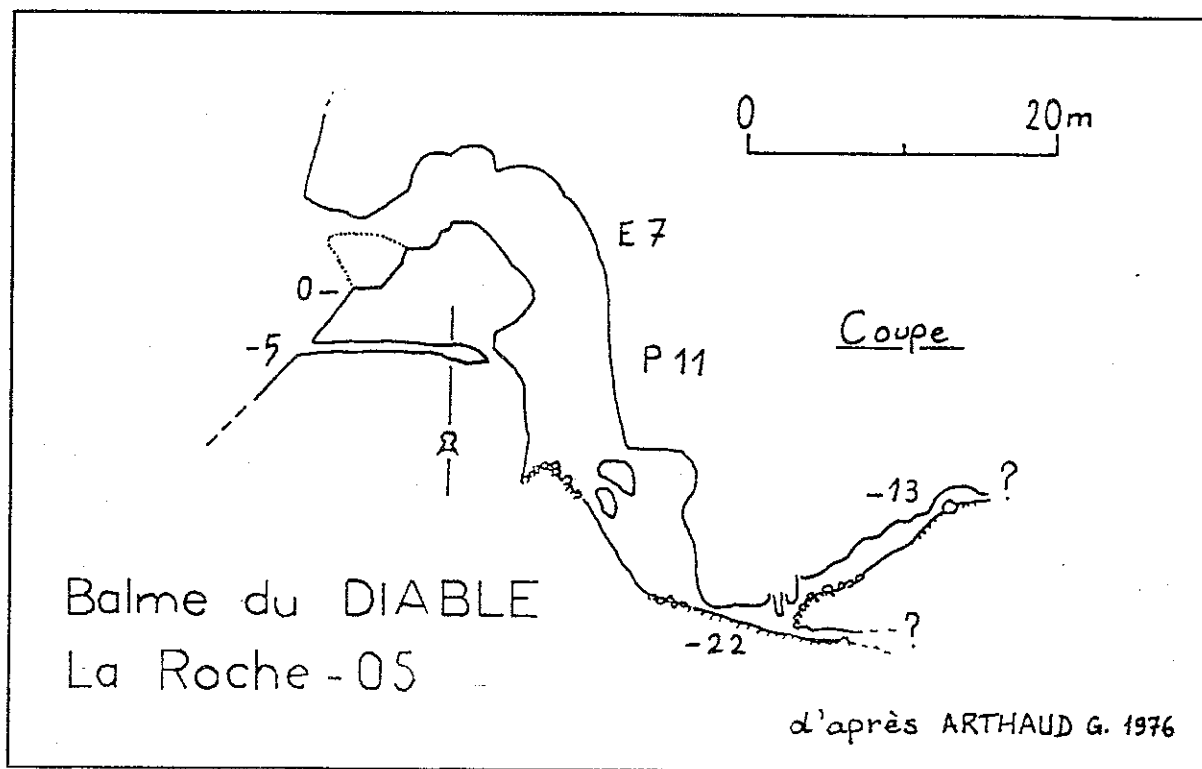 0 20m
E 7
0
-5
Coupe
P 11
-13 ?
Balme du DIABLE
?
-22
La Roche - 05
d'après ARTHAUD G. 1976